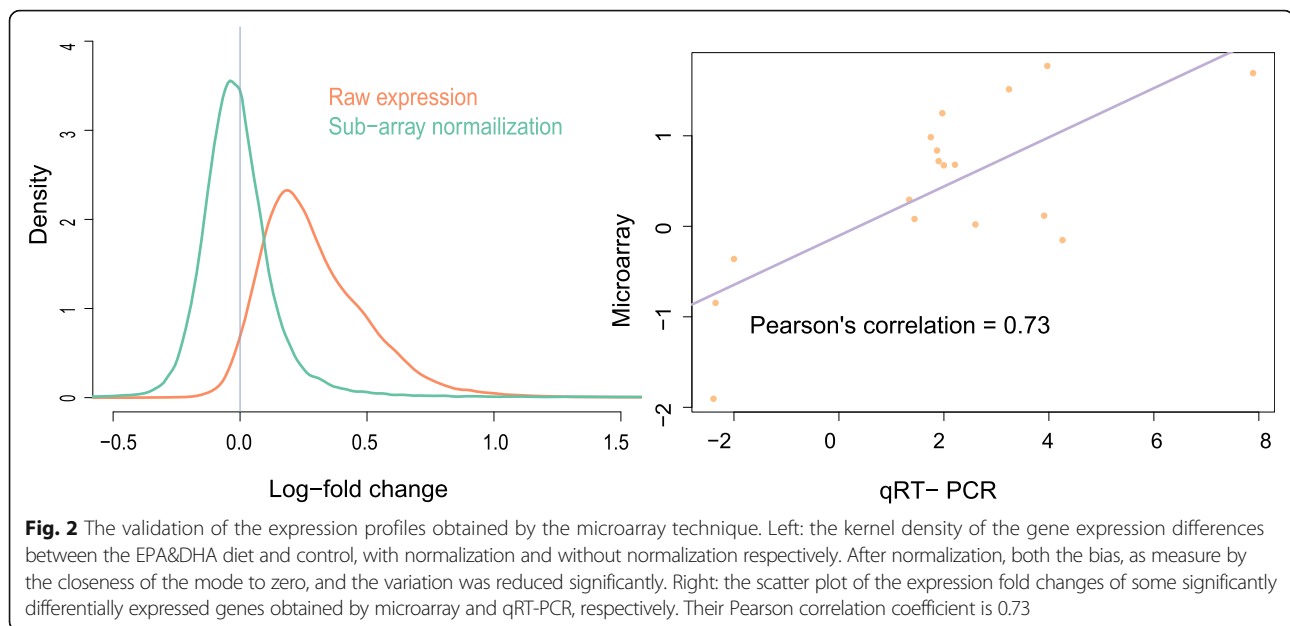 4
3
2
1
0
Density
Raw expression
Sub−array normailization
−0.5
0.0
0.5
1.0
1.5
Log−fold change
1
0
−1
−2
Microarray
Pearson's correlation = 0.73
−2
0
2
4
6
8
qRT− PCR
Fig. 2 The validation of the expression profiles obtained by the microarray technique. Left: the kernel density of the gene expression differences
between the EPA&DHA diet and control, with normalization and without normalization respectively. After normalization, both the bias, as measure by
the closeness of the mode to zero, and the variation was reduced significantly. Right: the scatter plot of the expression fold changes of some significantly
differentially expressed genes obtained by microarray and qRT-PCR, respectively. Their Pearson correlation coefficient is 0.73